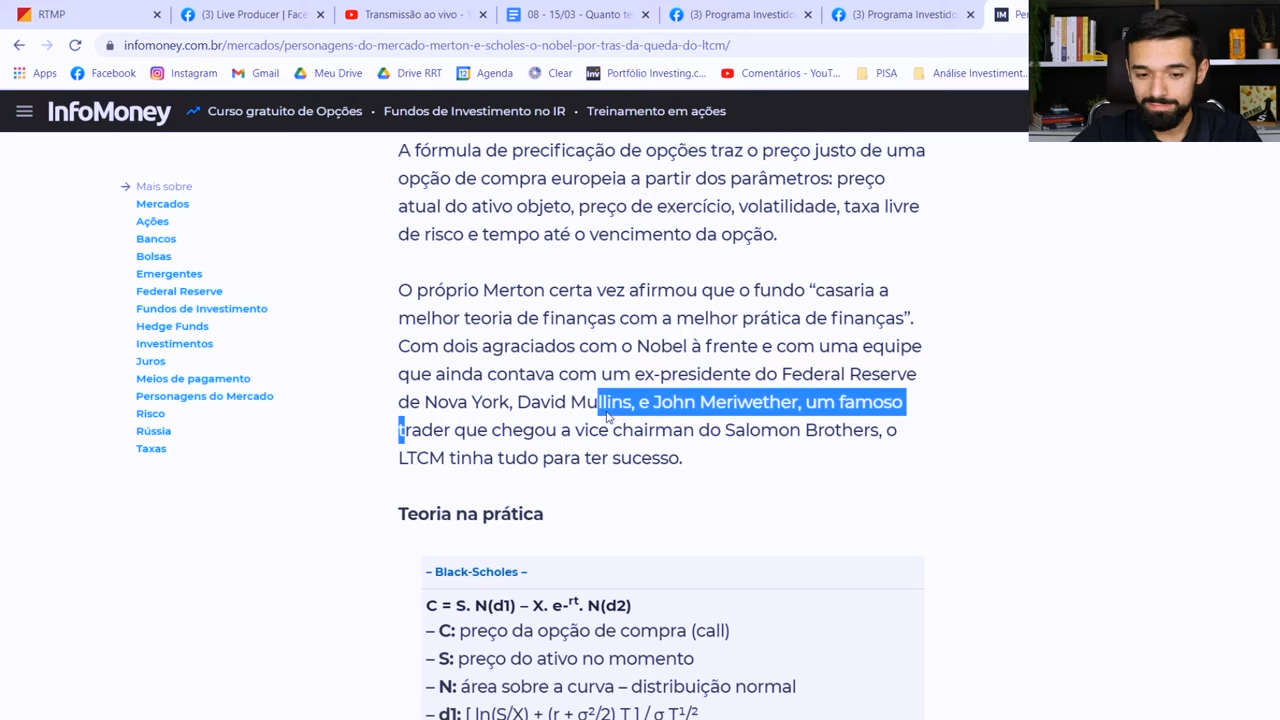 RTMP
(3) Live Producer | Face
Transmissão ao vivo - Y
08 - 15/03 - Quanto te
(3) Programa Investido
(3) Programa Investido
infomoney.com.br/mercados/personagens-do-mercado-merton-e-scholes-o-nobel-por-tras-da-queda-do-ltcm/
Apps
Facebook
Instagram
Gmail
Meu Drive
Drive RRT
Agenda
Clear
Portfólio Investing.c...
Comentários - YouT...
PISA
Análise Investiment...
InfoMoney
Curso gratuito de Opções • Fundos de Investimento no IR • Treinamento em ações
Mais sobre
Mercados
Ações
Bancos
Bolsas
Emergentes
Federal Reserve
Fundos de Investimento
Hedge Funds
Investimentos
Juros
Meios de pagamento
Personagens do Mercado
Risco
Rússia
Taxas
A fórmula de precificação de opções traz o preço justo de uma
opção de compra europeia a partir dos parâmetros: preço
atual do ativo objeto, preço de exercício, volatilidade, taxa livre
de risco e tempo até o vencimento da opção.
O próprio Merton certa vez afirmou que o fundo “casaria a
melhor teoria de finanças com a melhor prática de finanças”.
Com dois agraciados com o Nobel à frente e com uma equipe
que ainda contava com um ex-presidente do Federal Reserve
de Nova York, David Mullins, e John Meriwether, um famoso
trader que chegou a vice chairman do Salomon Brothers, o
LTCM tinha tudo para ter sucesso.
Teoria na prática
– Black-Scholes –
C = S. N(d1) – X. e-rt. N(d2)
– C: preço da opção de compra (call)
– S: preço do ativo no momento
– N: área sobre a curva – distribuição normal
– d1: [ ln(S/X) + (r + σ²/2) T ] / σ T¹/²